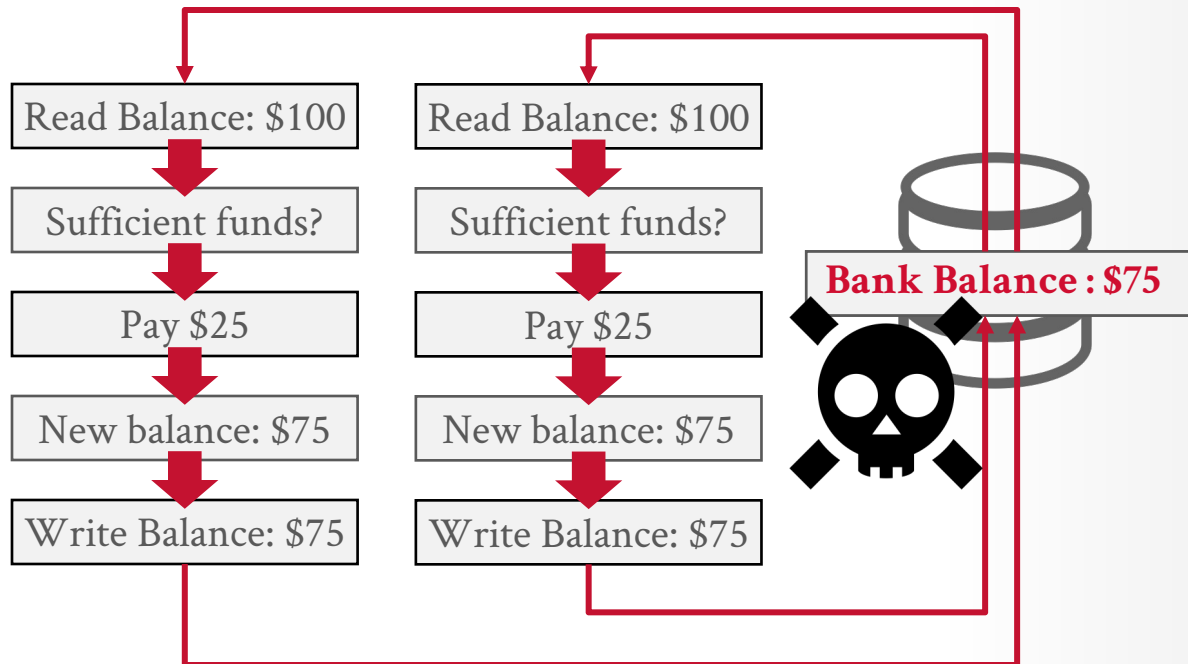 Read Balance: $100
Sufficient funds?
Pay $25
New balance: $75
Write Balance: $75
Read Balance: $100
Sufficient funds?
Pay $25
New balance: $75
Write Balance: $75
Bank Balance : $75